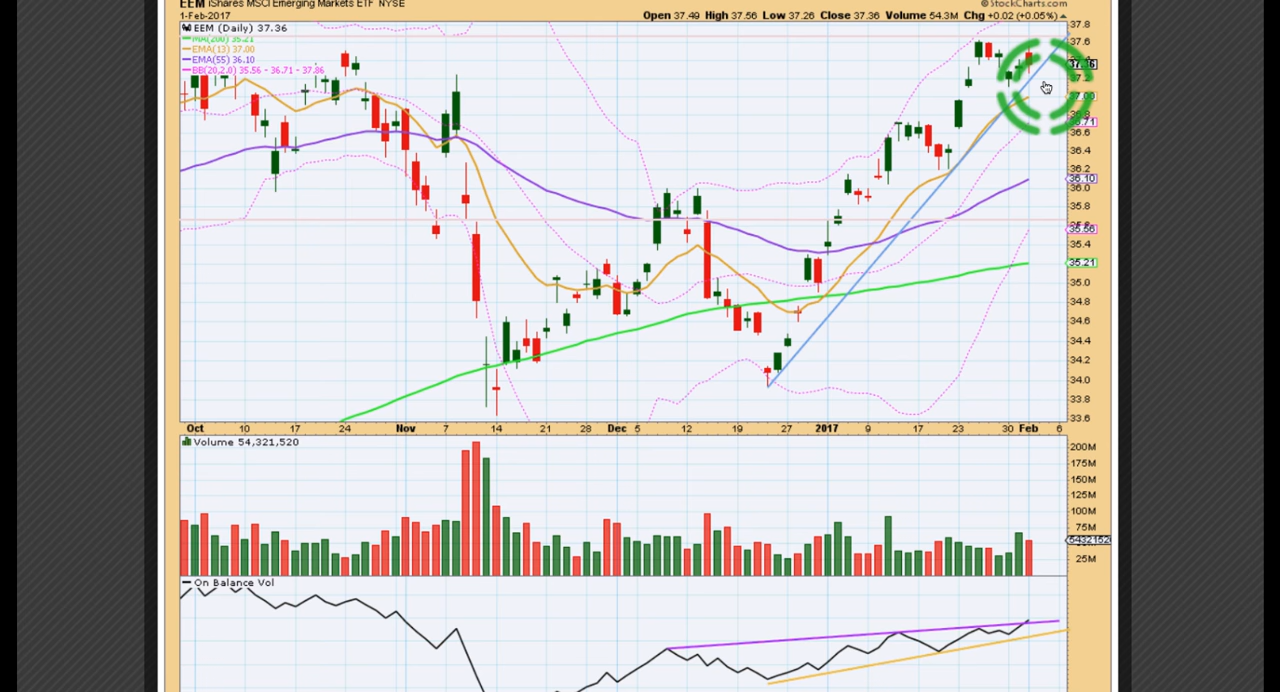 EEM iShares MSCI Emerging Markets ETF NYSE
© StockCharts.com
1-Feb-2017
Open 37.49 High 37.56 Low 37.26 Close 37.36 Volume 54.3M Chg +0.02 (+0.05%)
EEM (Daily) 37.36
MA(200) 35.21
EMA(13) 37.00
EMA(55) 36.10
BB(20,2.0) 35.56 - 36.71 - 37.86
37.8
37.6
37.2
37.00
36.8
36.71
36.6
36.4
36.2
36.10
36.0
35.8
35.56
35.4
35.21
35.0
34.8
34.6
34.4
34.2
34.0
33.8
33.6
Oct 10 17 24 Nov 7 14 21 28 Dec 5 12 19 27 2017 9 17 23 30 Feb 6
Volume 54,321,520
200M
175M
150M
125M
100M
75M
25M
On Balance Vol